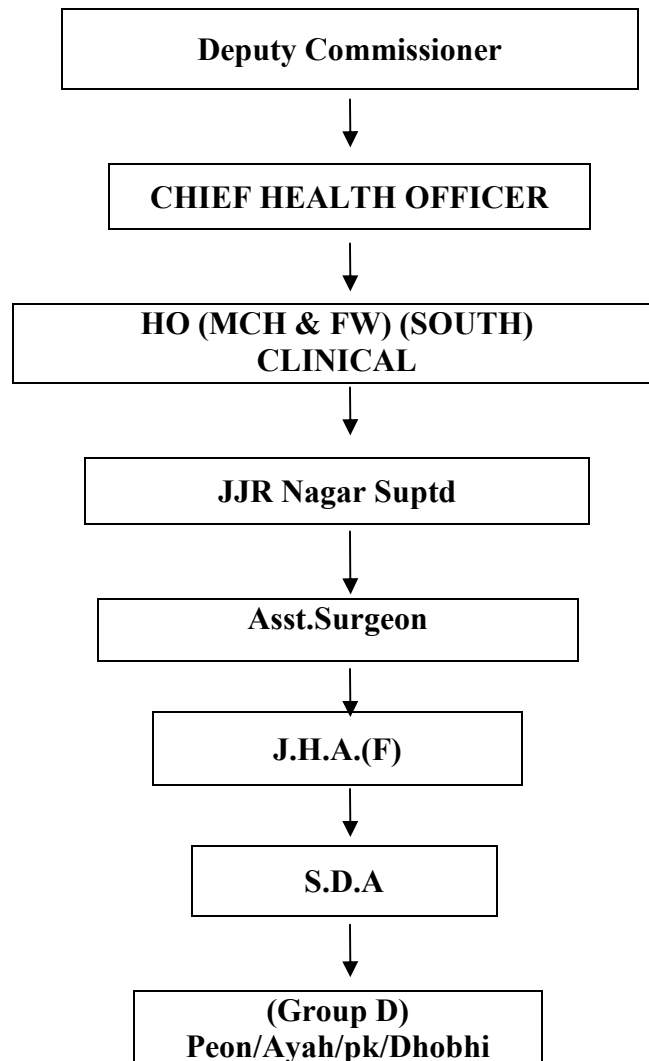 Deputy Commissioner
CHIEF HEALTH OFFICER
HO (MCH & FW) (SOUTH)
CLINICAL
JJR Nagar Suptd
Asst.Surgeon
J.H.A.(F)
S.D.A
(Group D)
Peon/Ayah/pk/Dhobhi